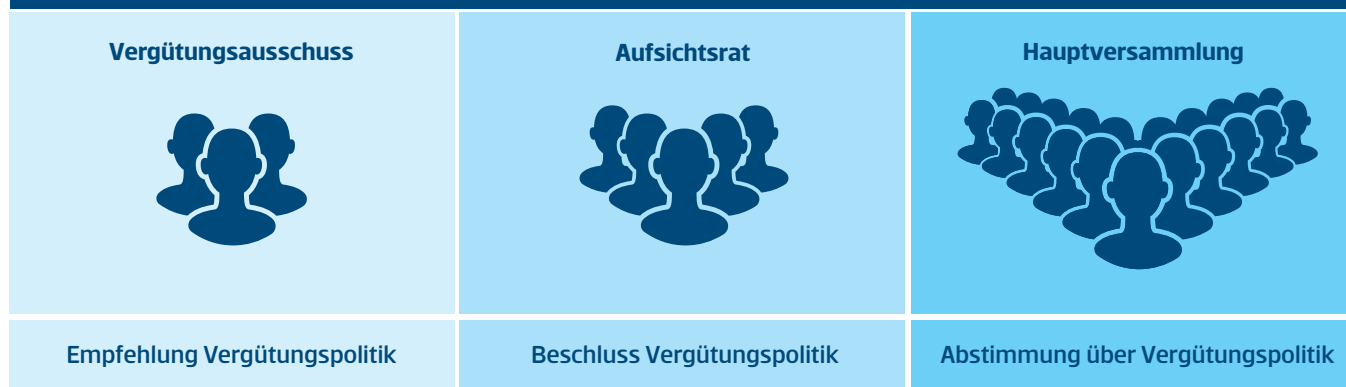 Vergütungsausschuss
Aufsichtsrat
Hauptversammlung
Empfehlung Vergütungspolitik
Beschluss Vergütungspolitik
Abstimmung über Vergütungspolitik